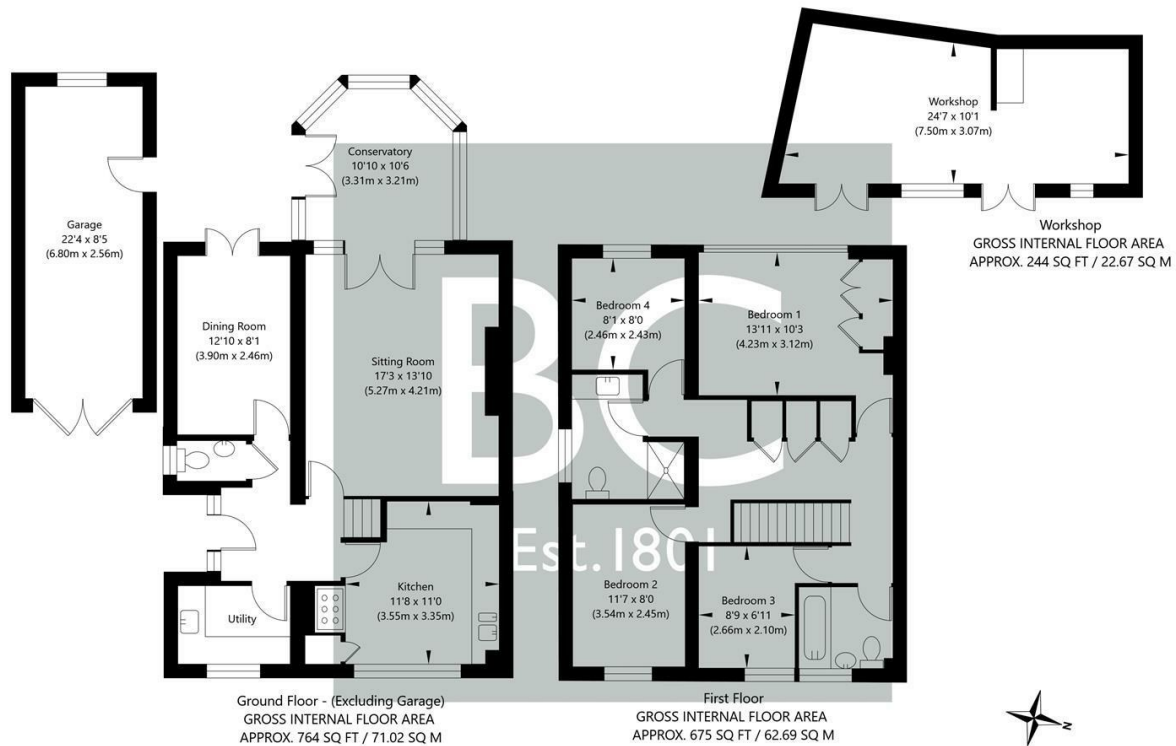 Garage
22'4 x 8'5
(6.80m x 2.56m)
Conservatory
10'10 x 10'6
(3.31m x 3.21m)
Dining Room
12'10 x 8'1
(3.90m x 2.46m)
Sitting Room
17'3 x 13'10
(5.27m x 4.21m)
Kitchen
11'8 x 11'0
(3.55m x 3.35m)
Utility
Ground Floor - (Excluding Garage)
GROSS INTERNAL FLOOR AREA
APPROX. 764 SQ FT / 71.02 SQ M
BC
Est. 1801
Bedroom 4
8'1 x 8'0
(2.46m x 2.43m)
Bedroom 1
13'11 x 10'3
(4.23m x 3.12m)
Bedroom 2
11'7 x 8'0
(3.54m x 2.45m)
Bedroom 3
8'9 x 6'11
(2.66m x 2.10m)
First Floor
GROSS INTERNAL FLOOR AREA
APPROX. 675 SQ FT / 62.69 SQ M
Workshop
24'7 x 10'1
(7.50m x 3.07m)
Workshop
GROSS INTERNAL FLOOR AREA
APPROX. 244 SQ FT / 22.67 SQ M
N